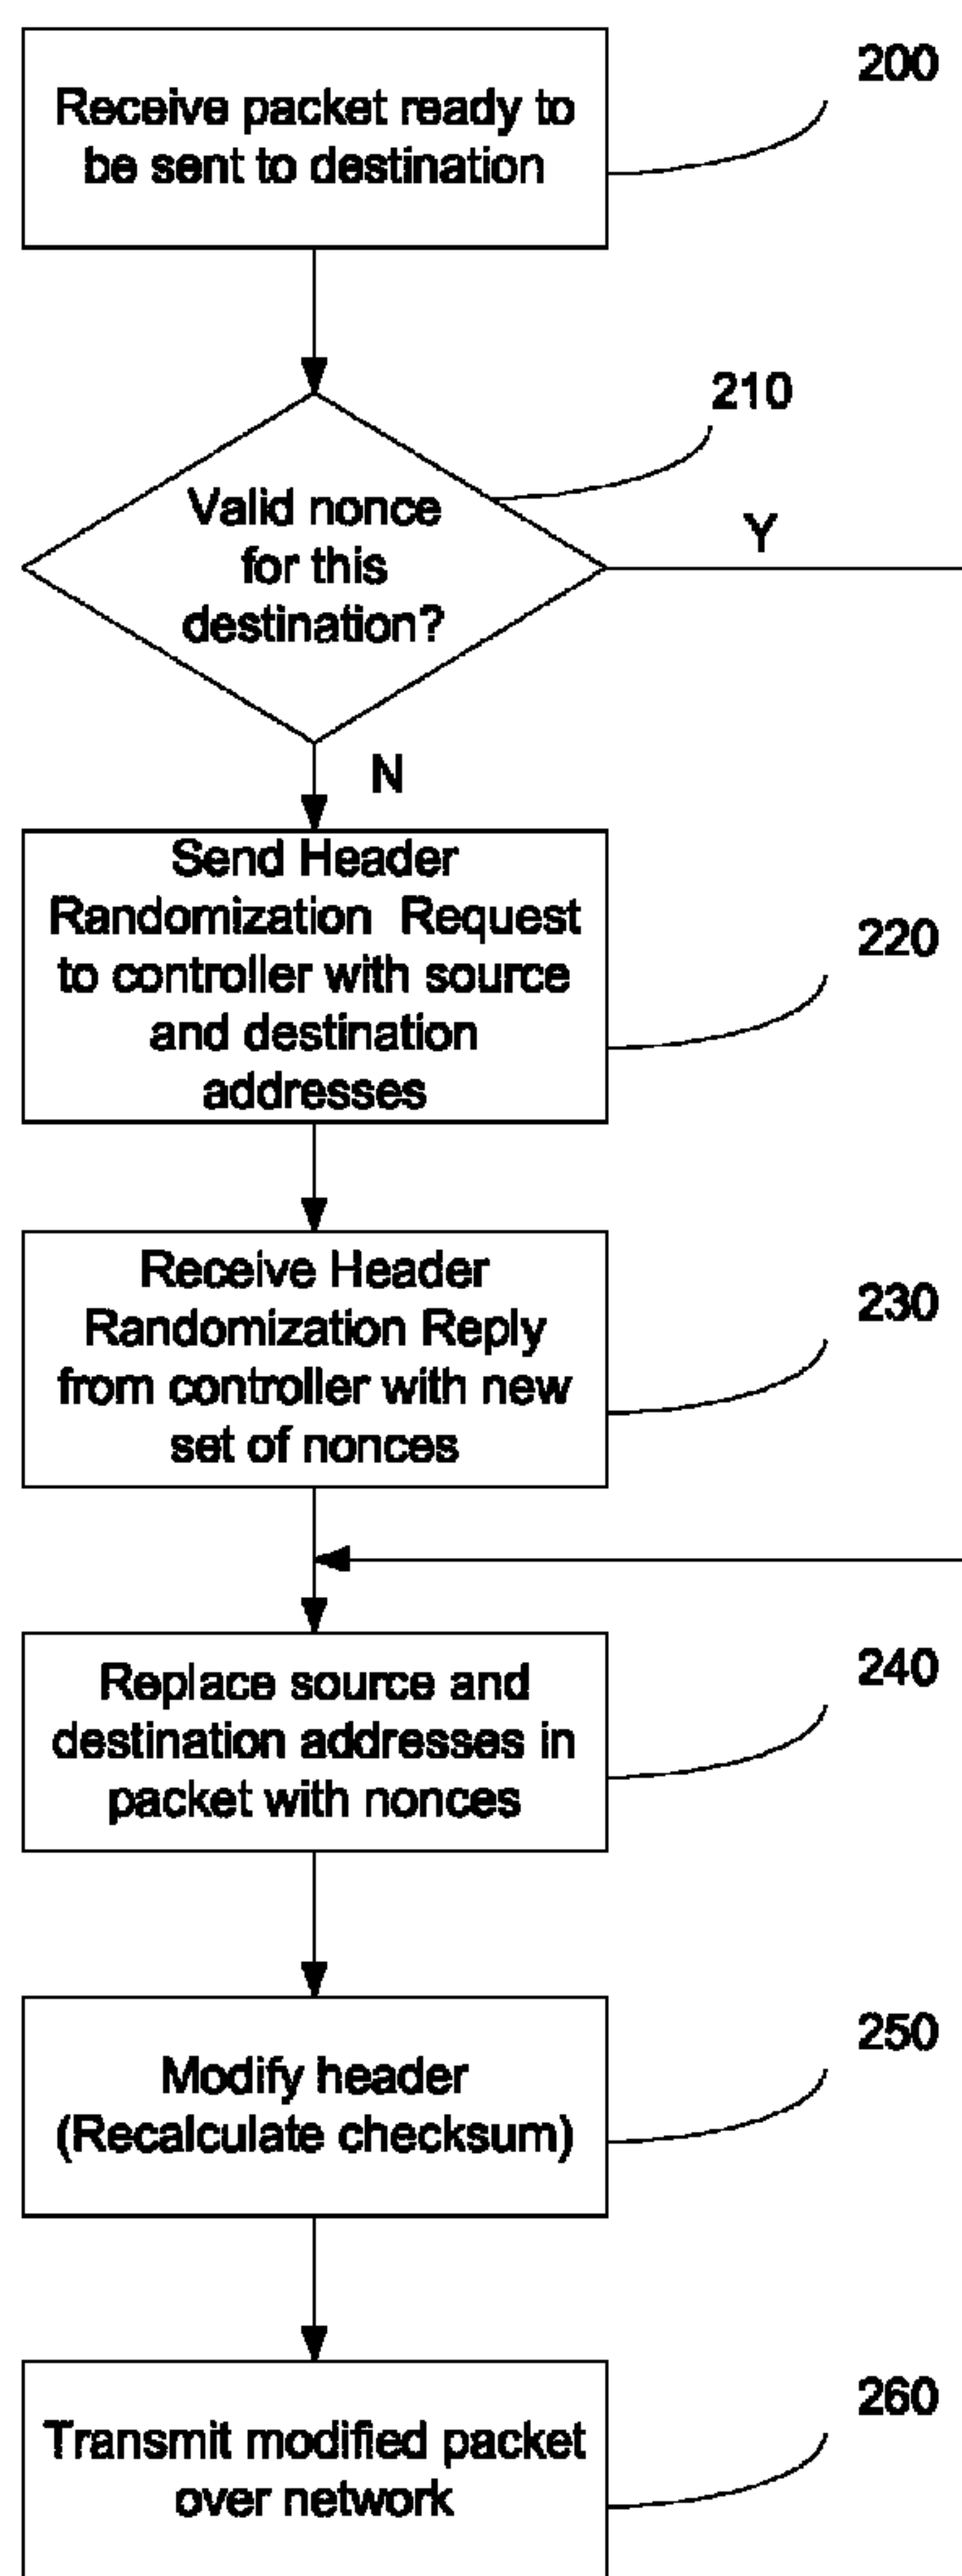 Receive packet ready to
be sent to destination
200
210
Valid nonce
for this
destination?
Y
N
Send Header
Randomization Request
to controller with source
and destination
addresses
220
Receive Header
Randomization Reply
from controller with new
set of nonces
230
Replace source and
destination addresses in
packet with nonces
240
Modify header
(Recalculate checksum)
250
Transmit modified packet
over network
260